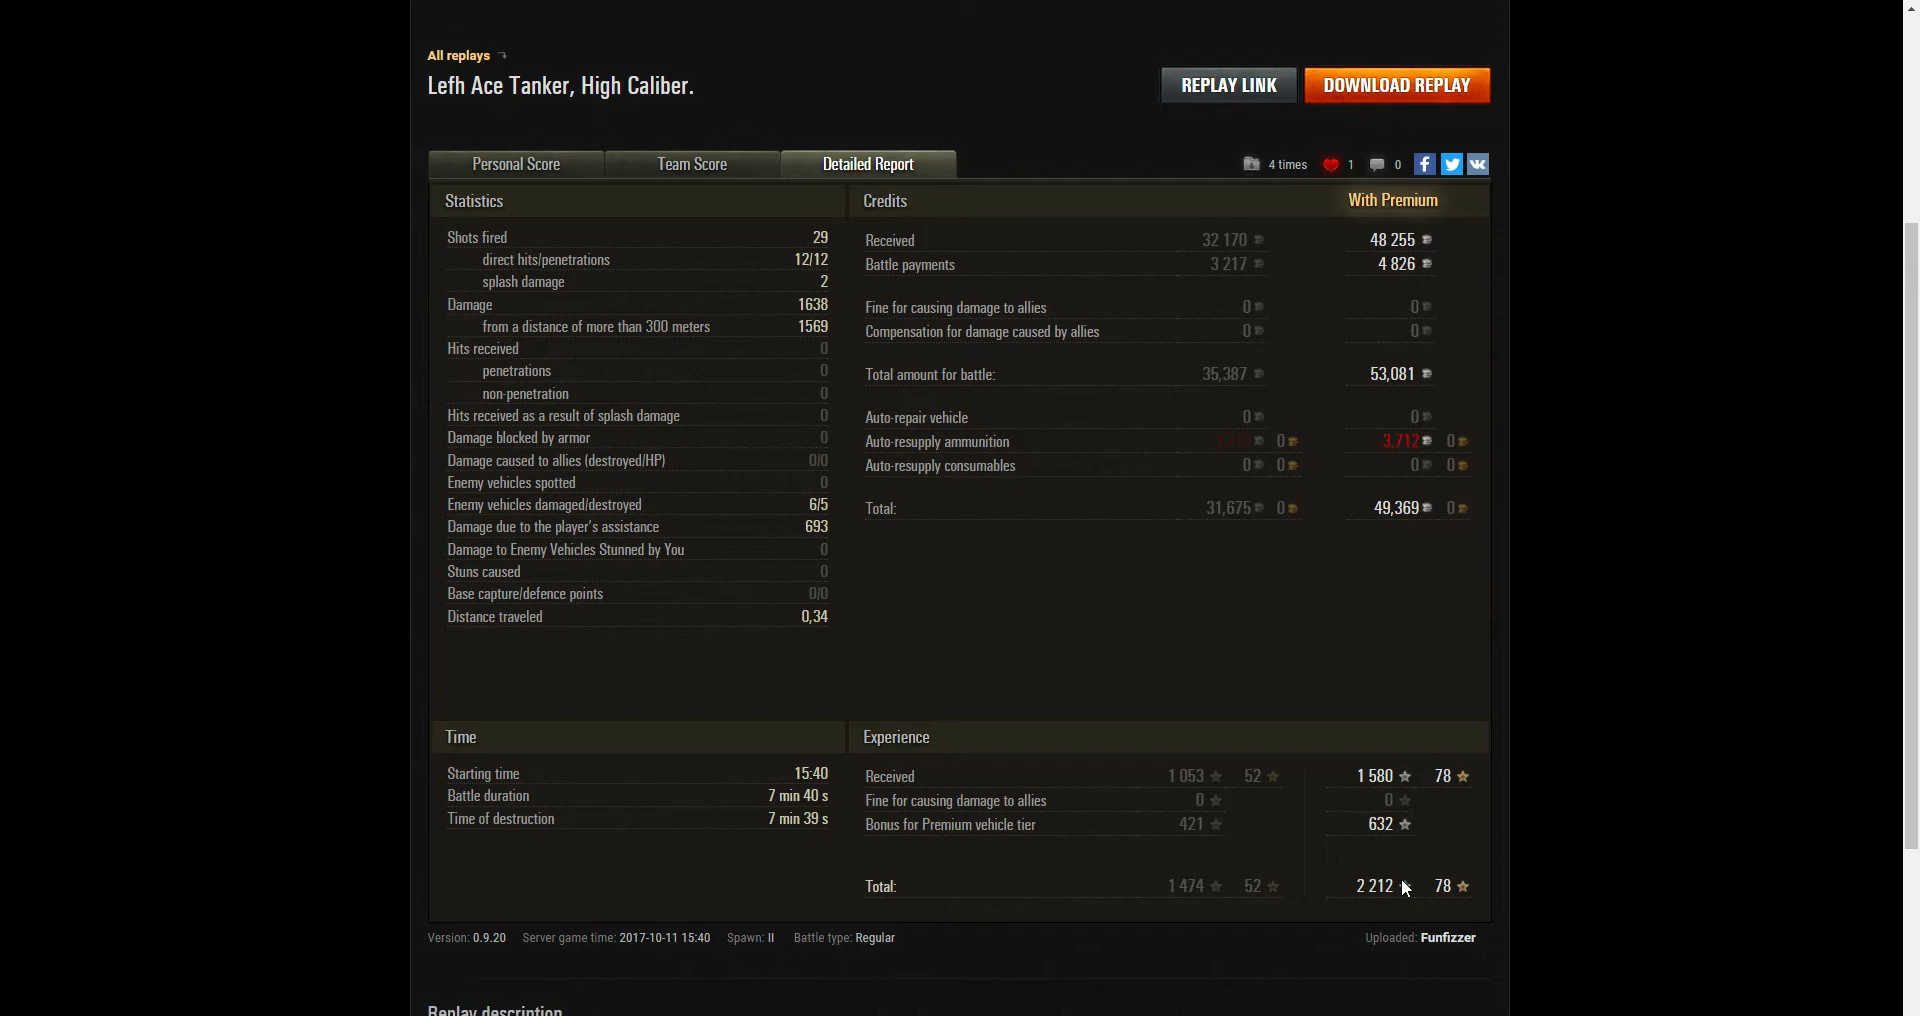 All replays
Lefh Ace Tanker, High Caliber.
REPLAY LINK
DOWNLOAD REPLAY
Personal Score Team Score Detailed Report 4 times 1 0
Statistics
Shots fired 29
direct hits/penetrations 12/12
splash damage 2
Damage 1638
from a distance of more than 300 meters 1569
Hits received 0
penetrations 0
non-penetration 0
Hits received as a result of splash damage 0
Damage blocked by armor 0
Damage caused to allies (destroyed/HP) 0/0
Enemy vehicles spotted 0
Enemy vehicles damaged/destroyed 6/5
Damage due to the player's assistance 693
Damage to Enemy Vehicles Stunned by You 0
Stuns caused 0
Base capture/defence points 0/0
Distance traveled 0,34
Credits With Premium
Received 32 170 48 255
Battle payments 3 217 4 826
Fine for causing damage to allies 0 0
Compensation for damage caused by allies 0 0
Total amount for battle: 35,387 53,081
Auto-repair vehicle 0 0
Auto-resupply ammunition 0 3,712 0
Auto-resupply consumables 0 0 0 0
Total: 31,675 0 49,369 0
Time
Starting time 15:40
Battle duration 7 min 40 s
Time of destruction 7 min 39 s
Experience
Received 1 053 52 1 580 78
Fine for causing damage to allies 0 0
Bonus for Premium vehicle tier 421 632
Total: 1 474 52 2 212 78
Version: 0.9.20 Server game time: 2017-10-11 15:40 Spawn: II Battle type: Regular Uploaded: Funfizzer
Replay description